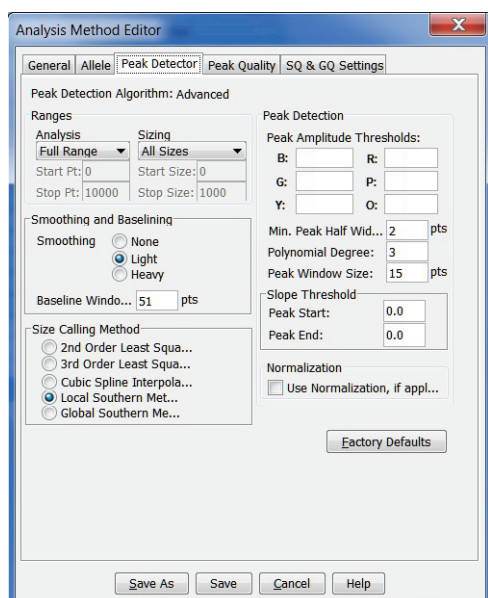 Analysis Method Editor
General Allele Peak Detector Peak Quality SQ & GQ Settings
Peak Detection Algorithm: Advanced
Ranges
Analysis Sizing
Full Range All Sizes
Start Pt: 0 Start Size: 0
Stop Pt: 10000 Stop Size: 1000
Smoothing and Baselining
Smoothing None
Light
Heavy
Baseline Windo... 51 pts
Size Calling Method
2nd Order Least Squa...
3rd Order Least Squa...
Cubic Spline Interpola...
Local Southern Met...
Global Southern Me...
Peak Detection
Peak Amplitude Thresholds:
B: R:
G: P:
Y: O:
Min. Peak Half Wid... 2 pts
Polynomial Degree: 3
Peak Window Size: 15 pts
Slope Threshold
Peak Start: 0.0
Peak End: 0.0
Normalization
Use Normalization, if appl...
Factory Defaults
Save As Save Cancel Help